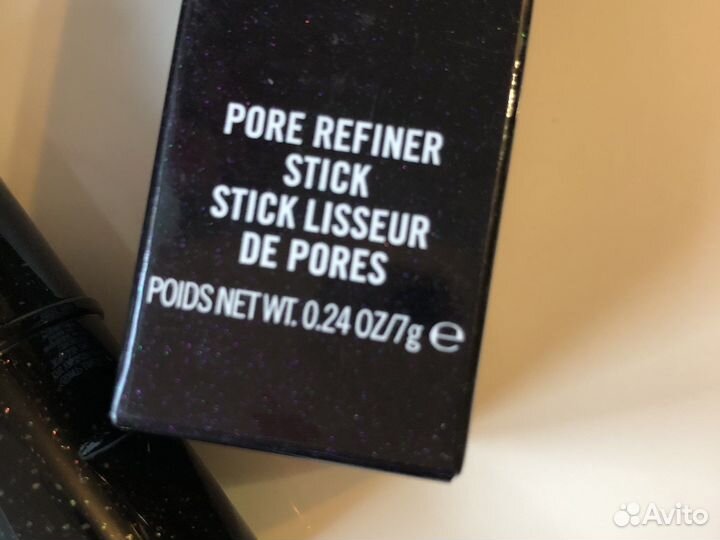 PORE REFINER
STICK
STICK LISSEUR
DE PORES
POIDS NET WT. 0.24 OZ/7g ℮
Avito